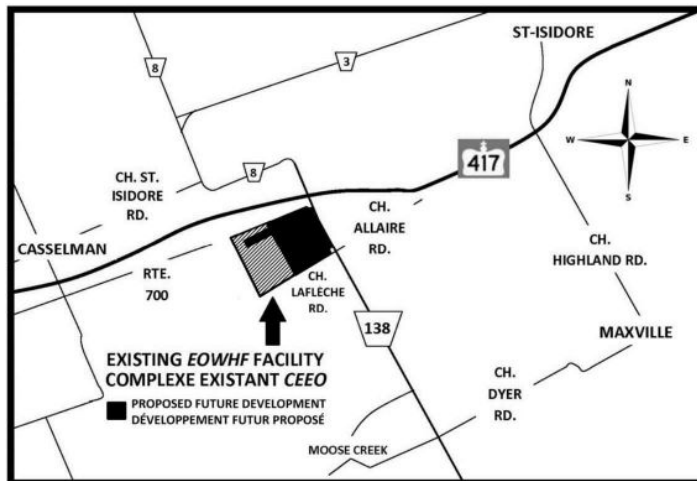 ST-ISIDORE
8
3
N
W
E
S
417
CH. ST.
ISIDORE
RD.
8
CH.
ALLAIRE
RD.
CH.
HIGHLAND RD.
CASSELMAN
RTE.
700
CH.
LAFLÈCHE
RD.
138
MAXVILLE
EXISTING EOWHF FACILITY
COMPLEXE EXISTANT CEEO
PROPOSED FUTURE DEVELOPMENT
DÉVELOPPEMENT FUTUR PROPOSÉ
CH.
DYER
RD.
MOOSE CREEK